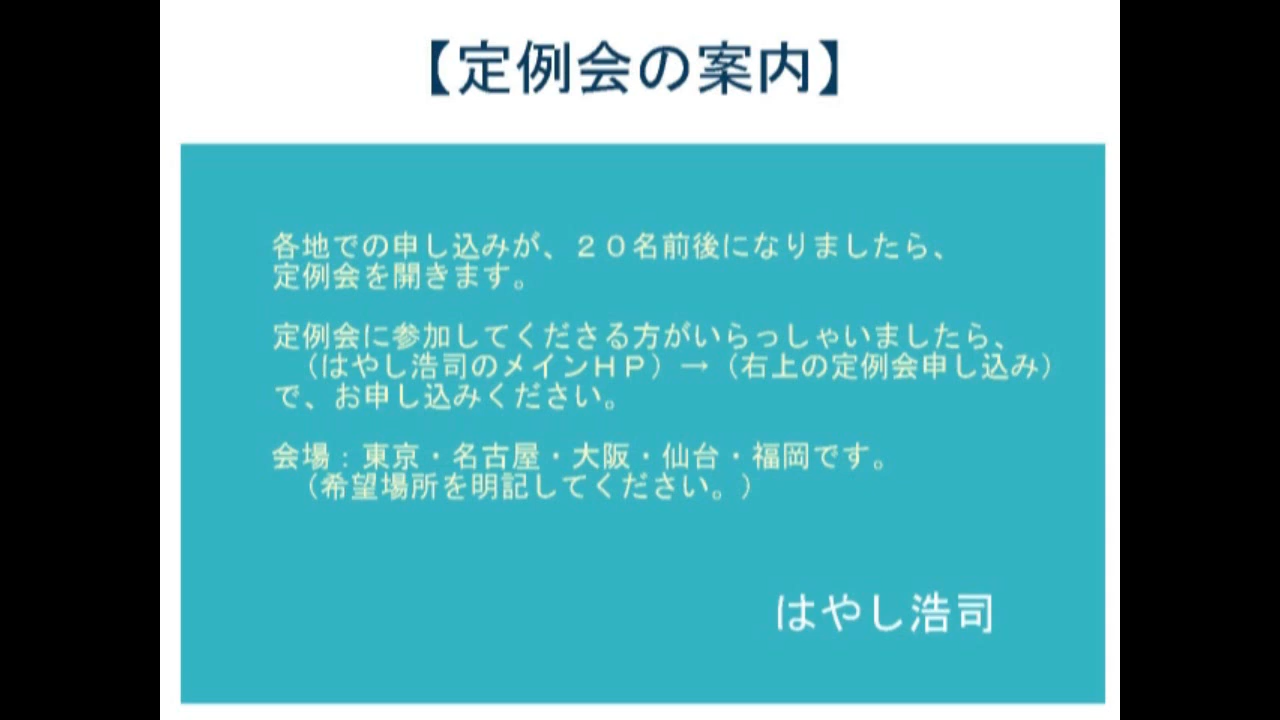 【定例会の案内】
各地での申し込みが、２０名前後になりましたら、
定例会を開きます。
定例会に参加してくださる方がいらっしゃいましたら、
（はやし浩司のメインＨＰ）→（右上の定例会申し込み）
で、お申し込みください。
会場：東京・名古屋・大阪・仙台・福岡です。
（希望場所を明記してください。）
はやし浩司